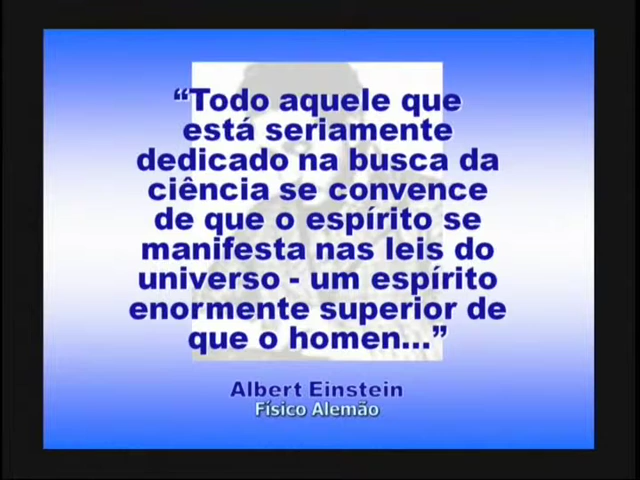 “Todo aquele que
está seriamente
dedicado na busca da
ciência se convence
de que o espírito se
manifesta nas leis do
universo - um espírito
enormente superior de
que o homen...”
Albert Einstein
Físico Alemão